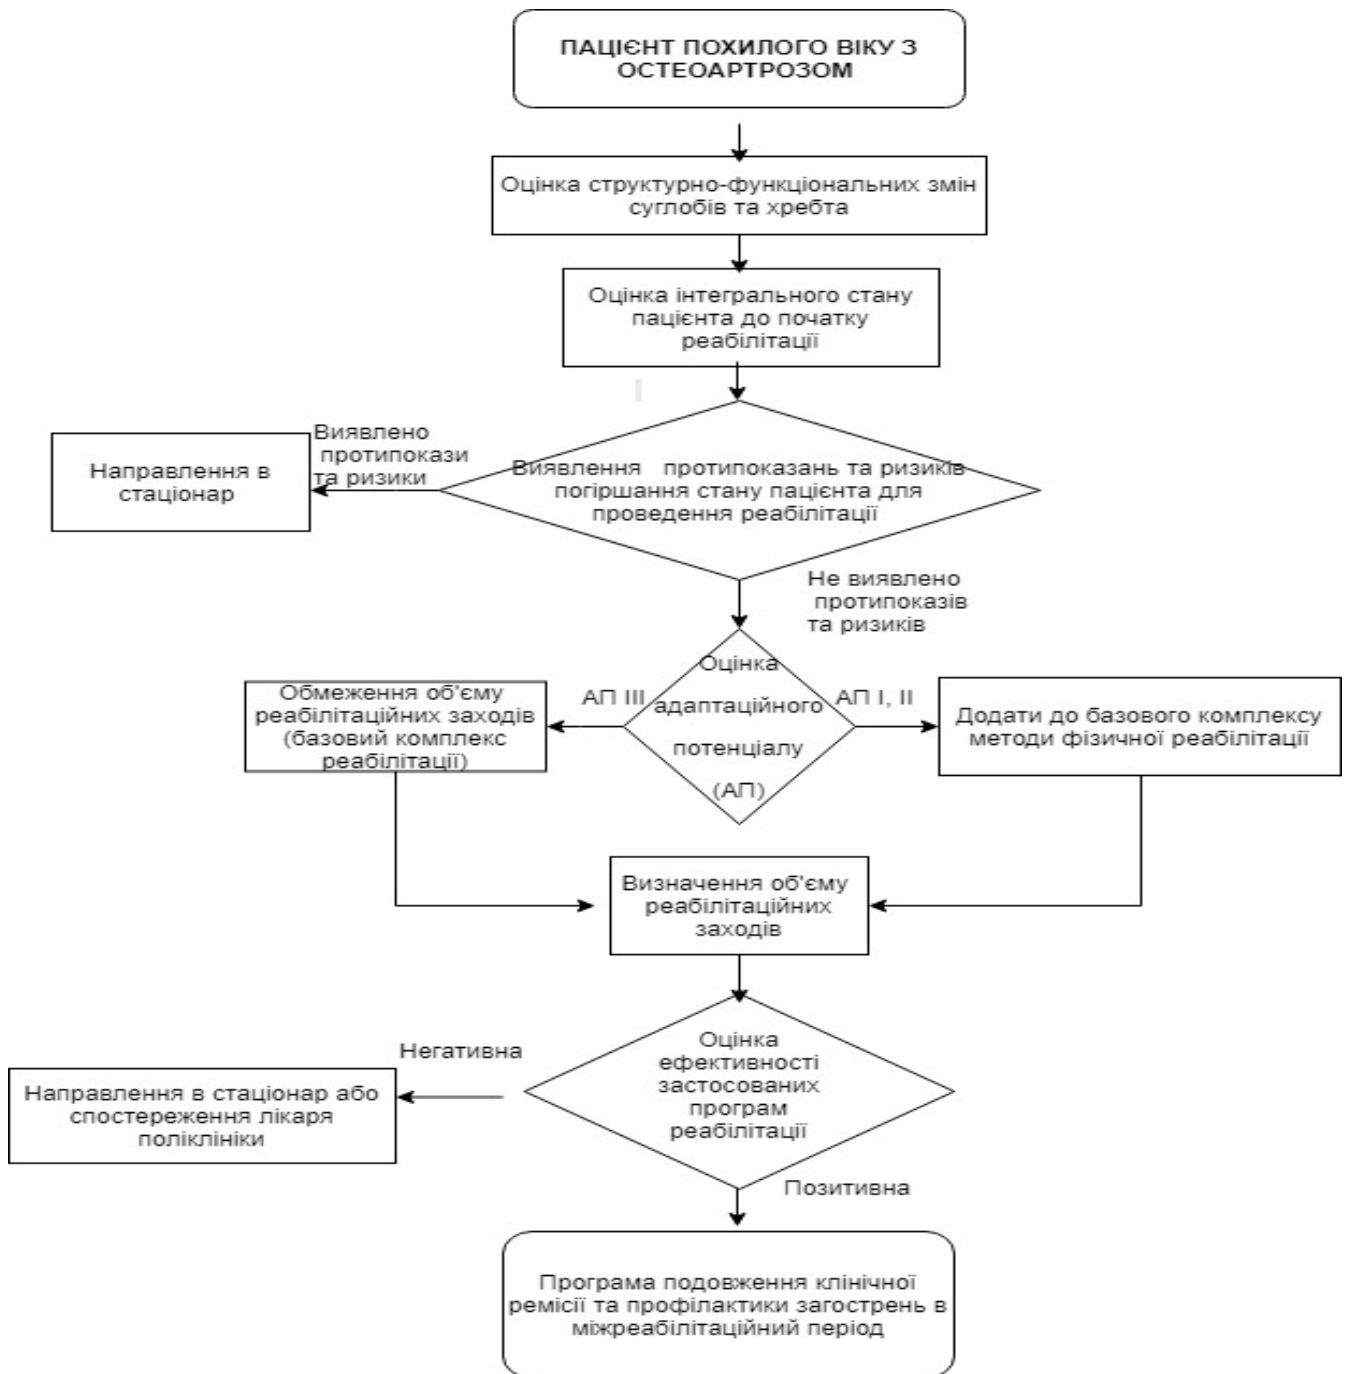 ПАЦІЄНТ ПОХИЛОГО ВІКУ З
ОСТЕОАРТРОЗОМ
Оцінка структурно-функціональних змін
суглобів та хребта
Оцінка інтегрального стану
пацієнта до початку
реабілітації
Виявлено
протипокази
та ризики
Направлення в
стаціонар
Виявлення протипоказань та ризиків
погіршання стану пацієнта для
проведення реабілітації
Не виявлено
протипоказів
та ризиків
Обмеження об'єму
реабілітаційних заходів
(базовий комплекс
реабілітації)
АП III
Оцінка
адаптаційного
потенціалу
(АП)
АП I, II
Додати до базового комплексу
методи фізичної реабілітації
Визначення об'єму
реабілітаційних
заходів
Негативна
Направлення в стаціонар або
спостереження лікаря
поліклініки
Оцінка
ефективності
застосованих
програм
реабілітації
Позитивна
Програма подовження клінічної
ремісії та профілактики загострень в
міжреабілітаційний період